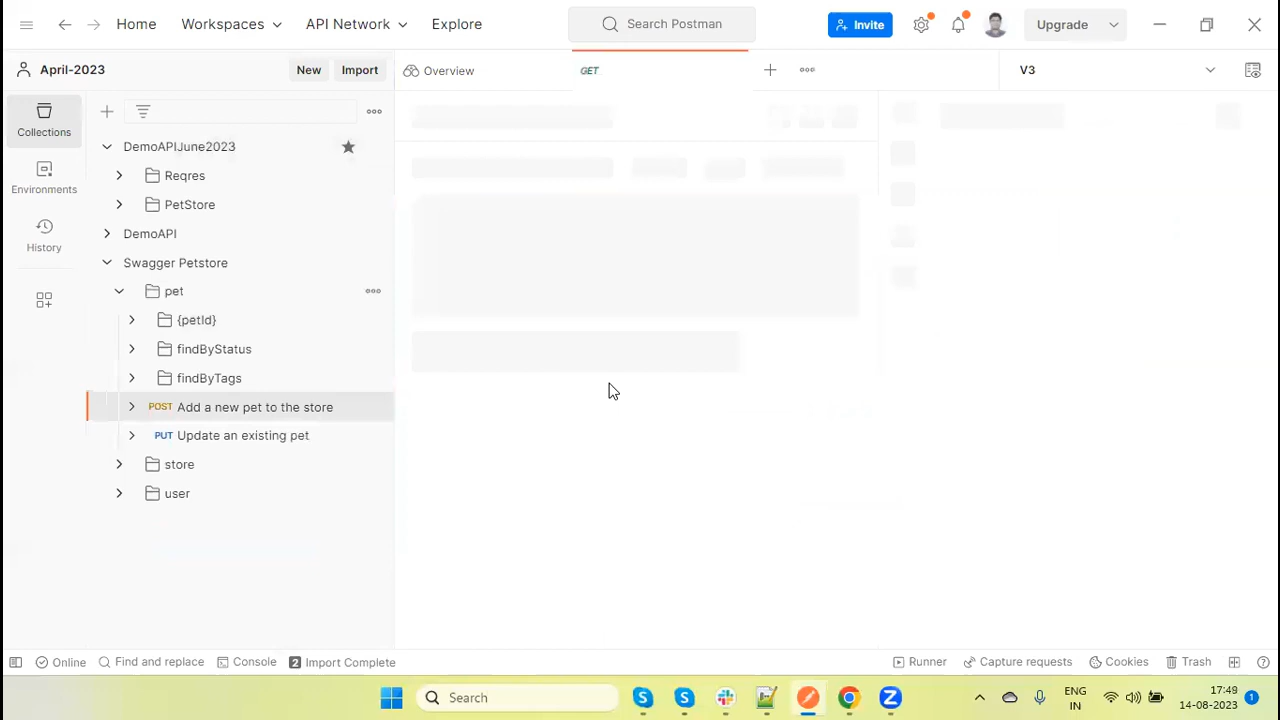 Home Workspaces API Network Explore Search Postman Invite Upgrade
April-2023 New Import Overview GET V3
Collections
Environments
History
DemoAPIJune2023
Reqres
PetStore
DemoAPI
Swagger Petstore
pet
{petId}
findByStatus
findByTags
POST Add a new pet to the store
PUT Update an existing pet
store
user
Online Find and replace Console 2 Import Complete Runner Capture requests Cookies Trash
Search
ENG
IN
17:49
14-08-2023
1